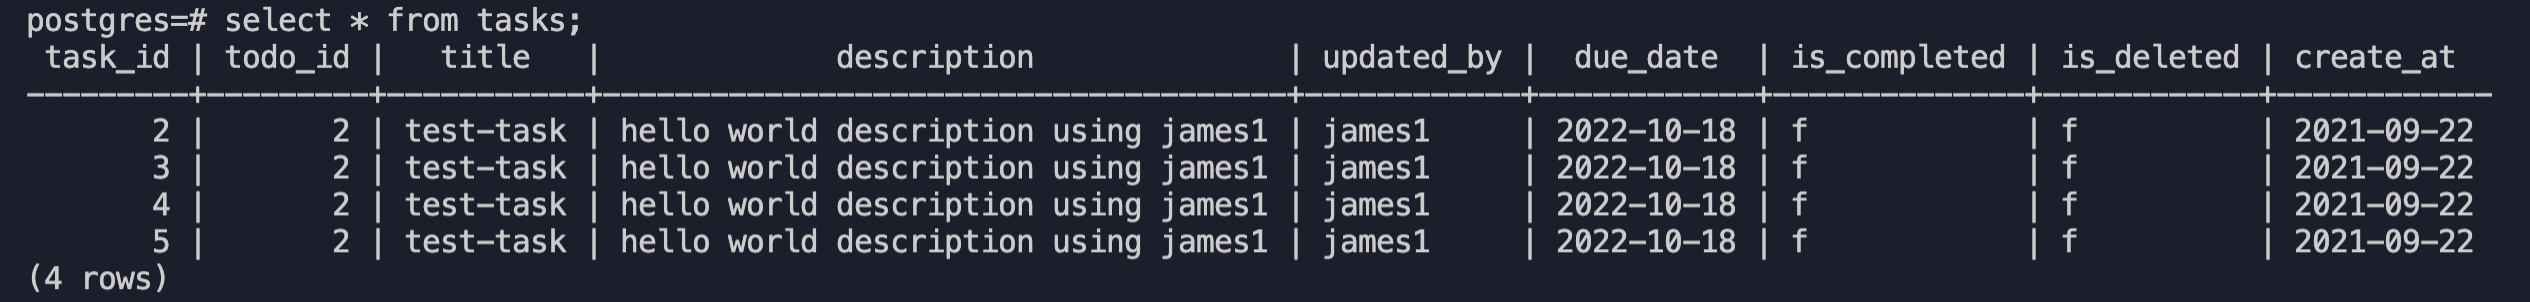 postgres=# select * from tasks;
 task_id | todo_id |   title   |             description              | updated_by |  due_date  | is_completed | is_deleted | create_at
---------+---------+-----------+--------------------------------------+------------+------------+--------------+------------+------------
       2 |       2 | test-task | hello world description using james1 | james1     | 2022-10-18 | f            | f          | 2021-09-22
       3 |       2 | test-task | hello world description using james1 | james1     | 2022-10-18 | f            | f          | 2021-09-22
       4 |       2 | test-task | hello world description using james1 | james1     | 2022-10-18 | f            | f          | 2021-09-22
       5 |       2 | test-task | hello world description using james1 | james1     | 2022-10-18 | f            | f          | 2021-09-22
(4 rows)